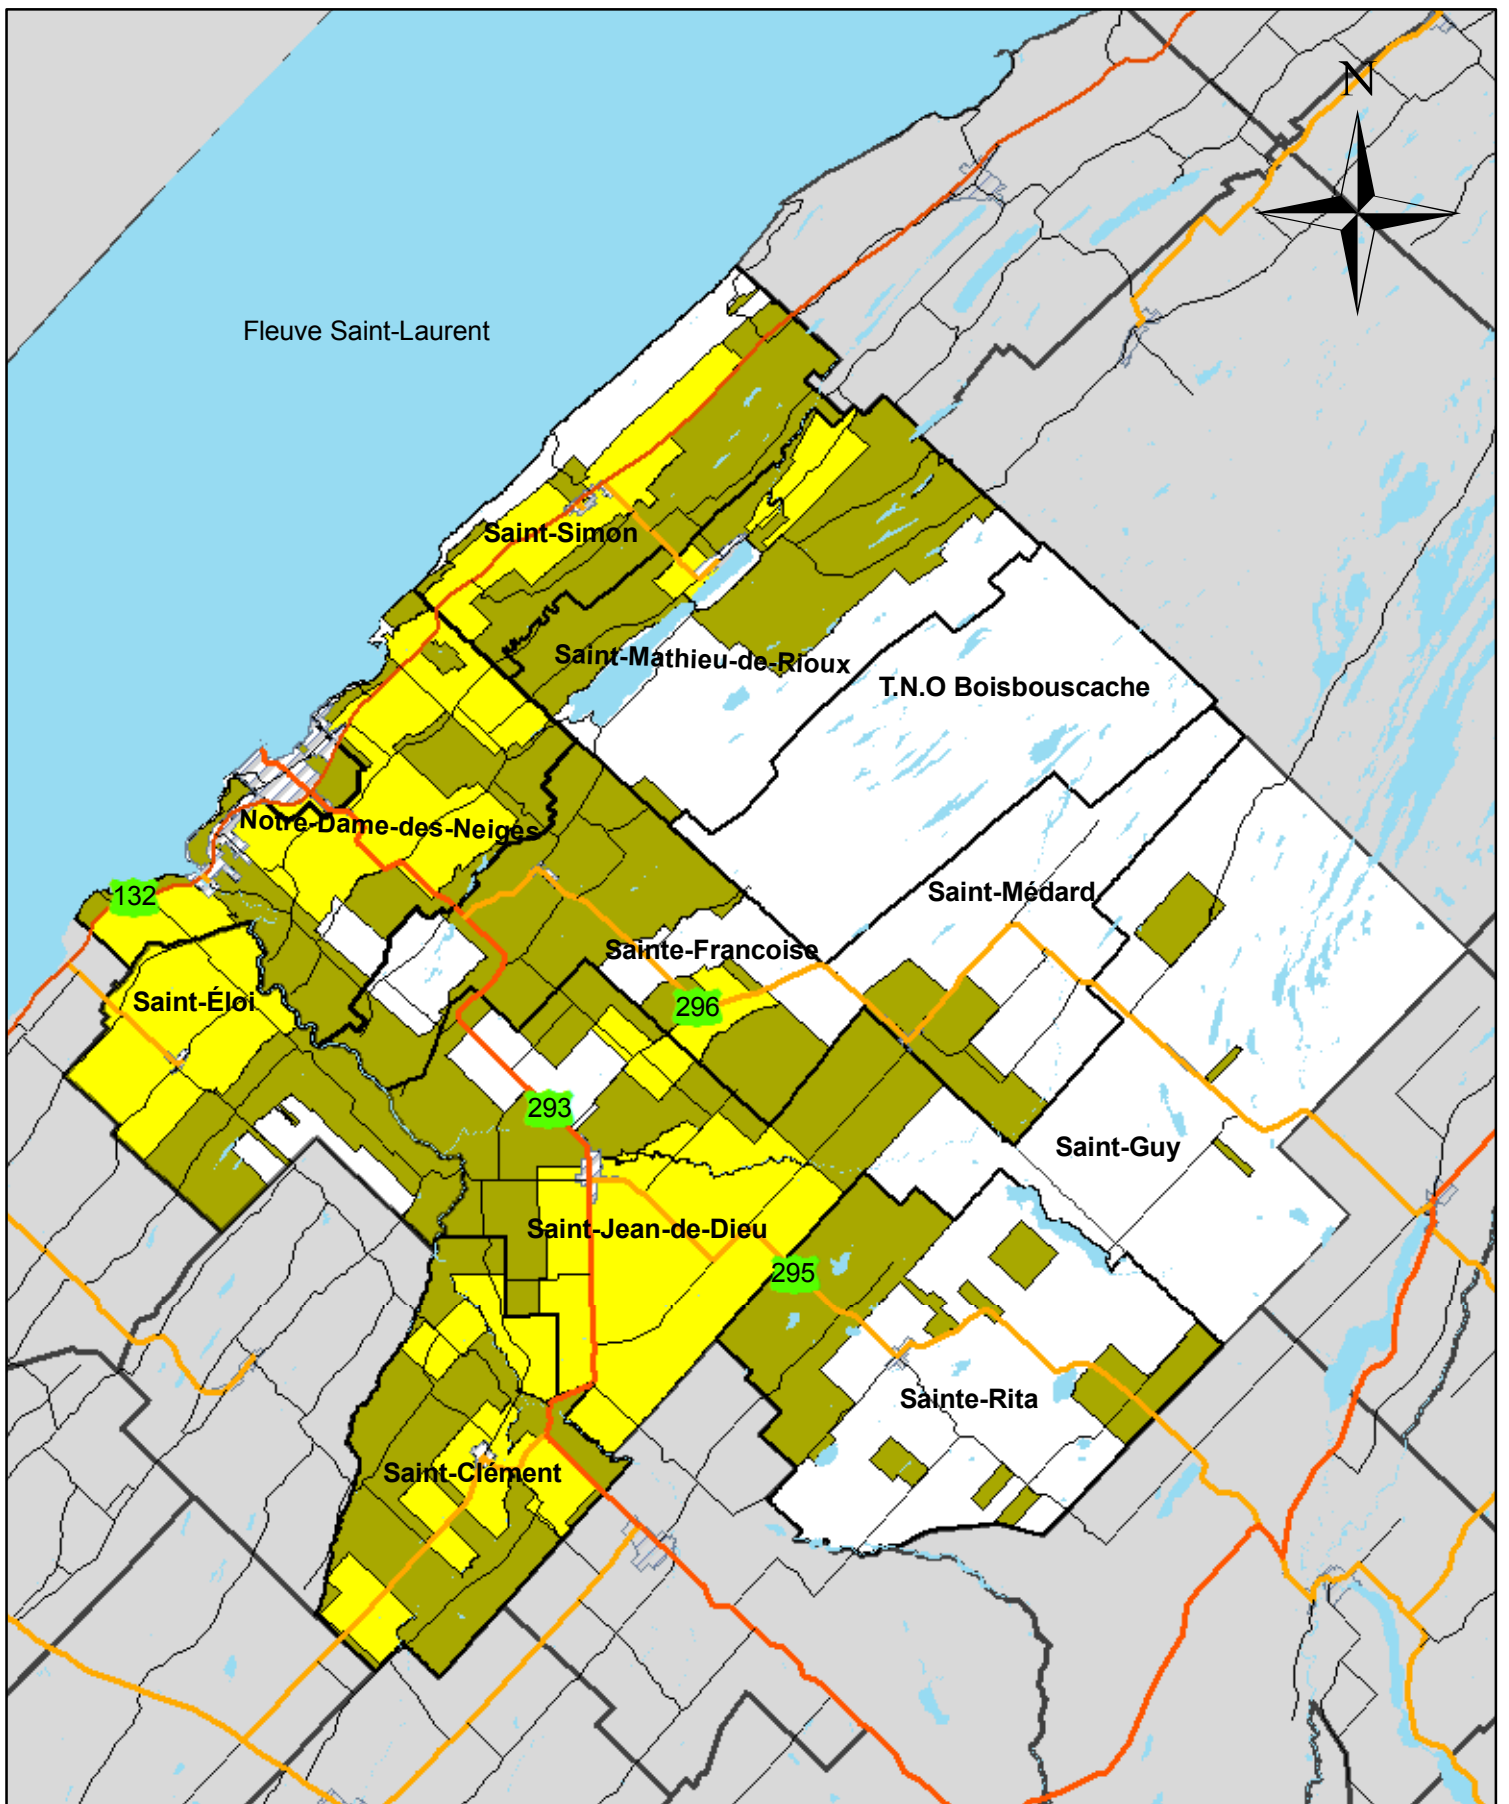 N
Fleuve Saint-Laurent
Saint-Simon
Saint-Mathieu-de-Rioux
T.N.O Boisbouscache
Notre-Dame-des-Neiges
132
Saint-Médard
Sainte-Francoise
Saint-Éloi
296
293
Saint-Guy
Saint-Jean-de-Dieu
295
Sainte-Rita
Saint-Clément